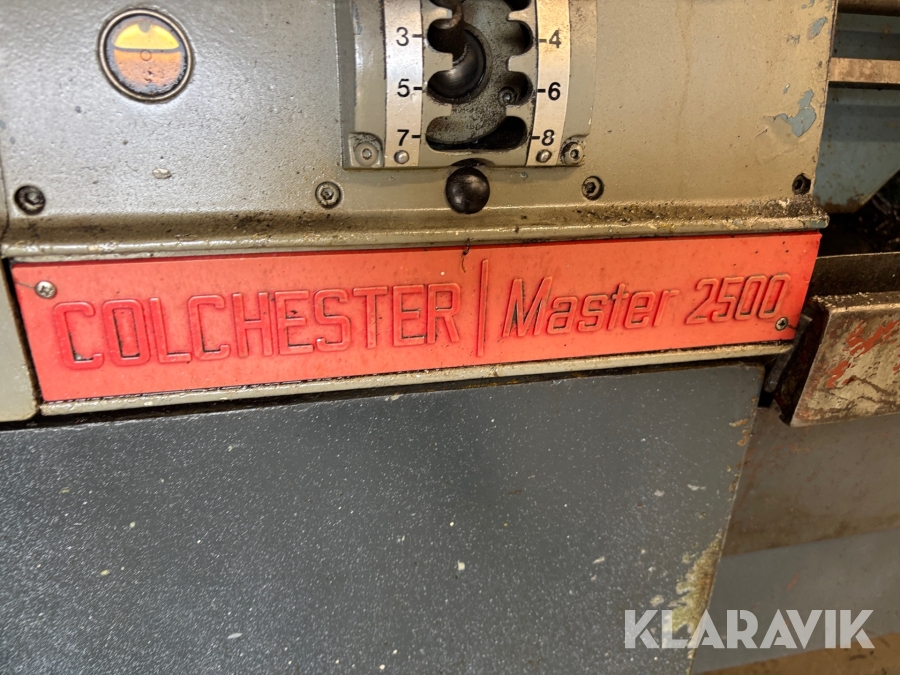 3 4
5 6
7 8
COLCHESTER | Master 2500
KLARAVIK